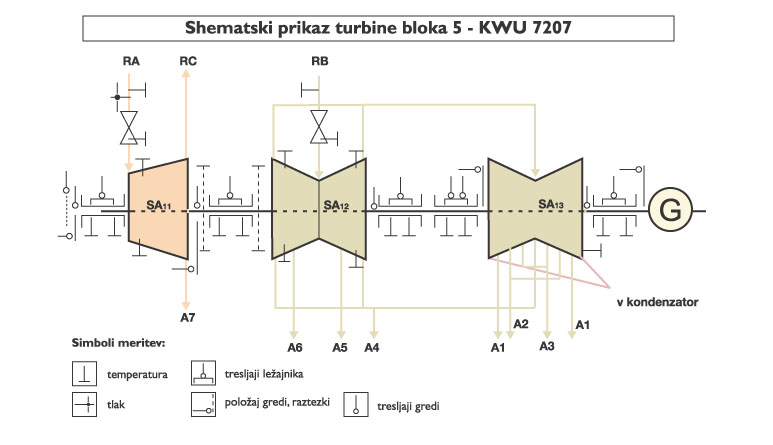 Shematski prikaz turbine bloka 5 - KWU 7207
RA RC RB
SA11 SA12 SA13 G
v kondenzator
A7 A6 A5 A4 A1 A2 A3 A1
Simboli meritev:
temperatura
tresljaji ležajnika
tlak
položaj gredi, raztezki
tresljaji gredi